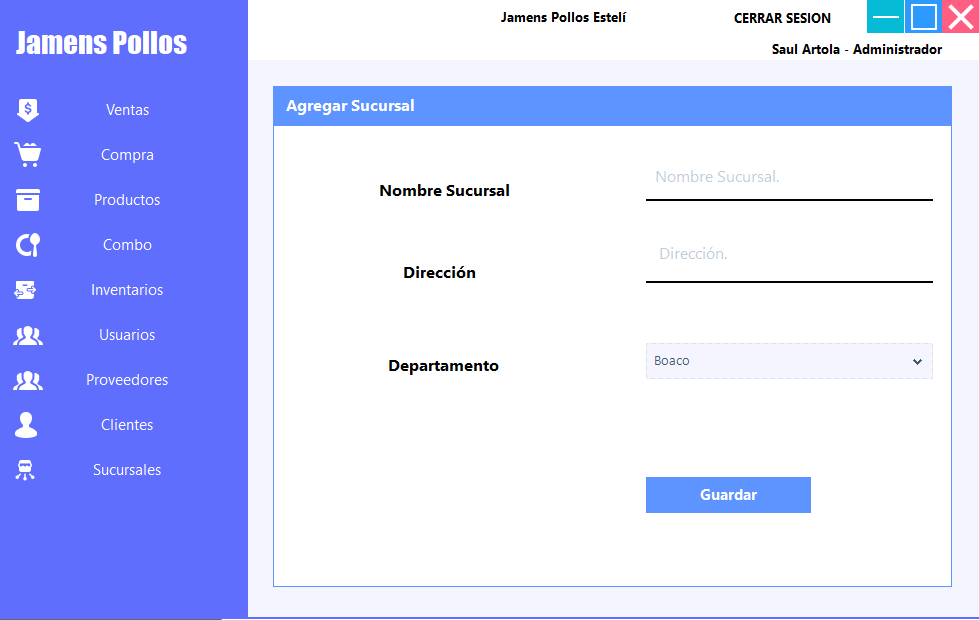 Jamens Pollos
Jamens Pollos Estelí
CERRAR SESION
Saul Artola - Administrador
Ventas
Compra
Productos
Combo
Inventarios
Usuarios
Proveedores
Clientes
Sucursales
Agregar Sucursal
Nombre Sucursal
Nombre Sucursal.
Dirección
Dirección.
Departamento
Boaco
Guardar